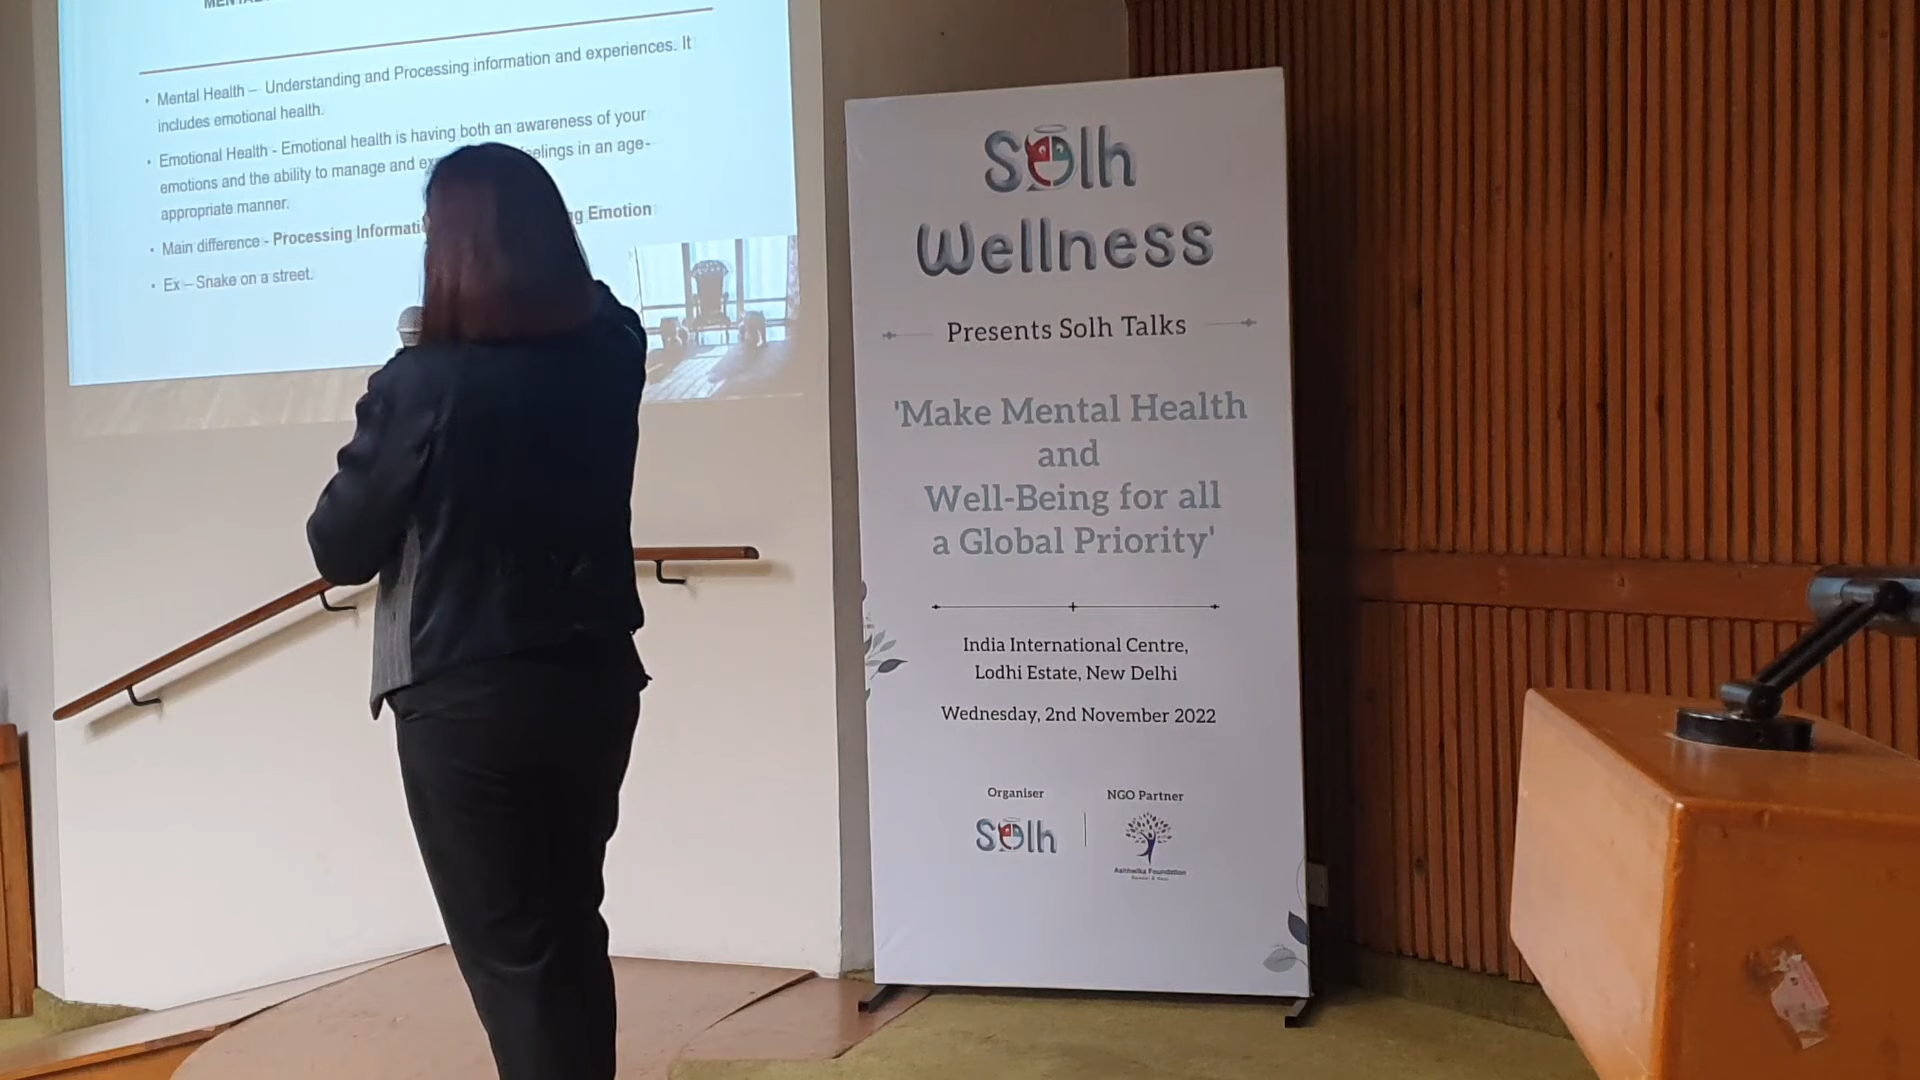 Mental Health – Understanding and Processing information and experiences. It
includes emotional health.
Emotional Health - Emotional health is having both an awareness of your
emotions and the ability to manage and feelings in an age-
appropriate manner.
Main difference - Processing Emotion
Ex – Snake on a street.
Solh
Wellness
Presents Solh Talks
'Make Mental Health
and
Well-Being for all
a Global Priority'
India International Centre,
Lodhi Estate, New Delhi
Wednesday, 2nd November 2022
Organiser
NGO Partner
Solh
Ashhwika Foundation